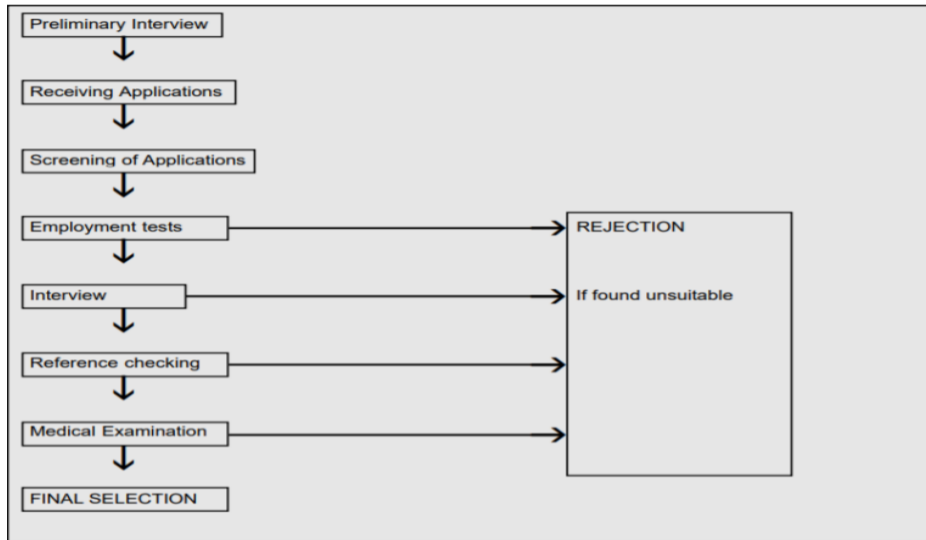 Preliminary Interview
Receiving Applications
Screening of Applications
Employment tests
REJECTION
Interview
If found unsuitable
Reference checking
Medical Examination
FINAL SELECTION